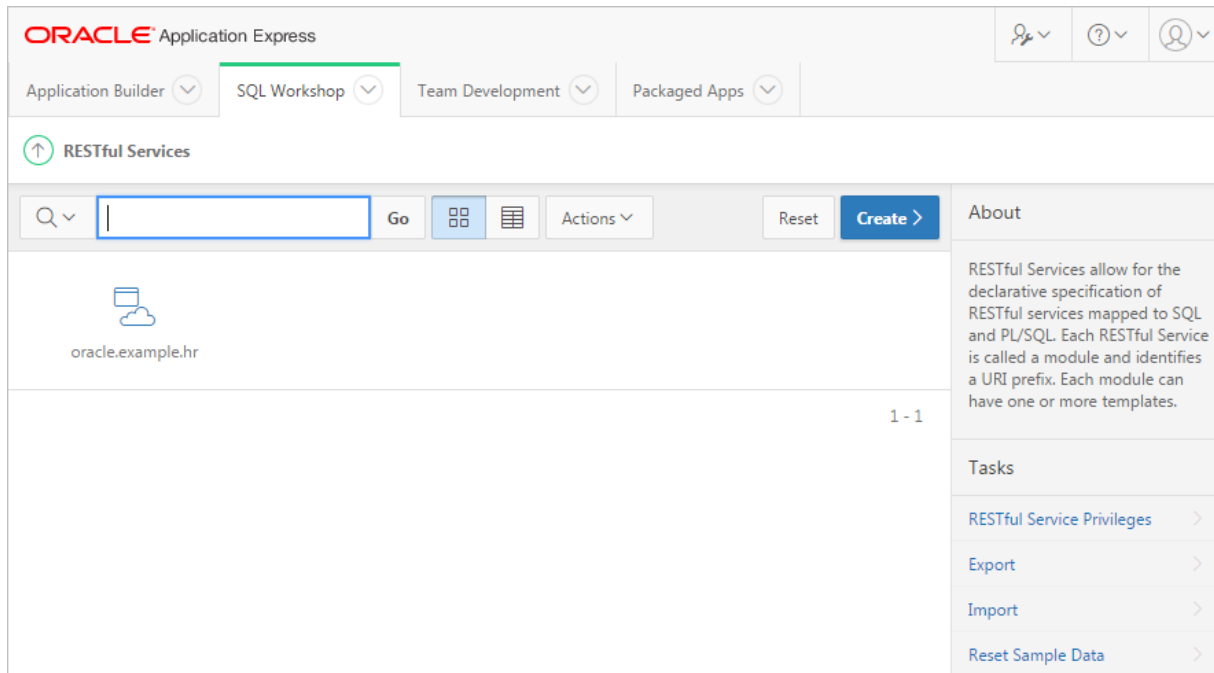 ORACLE Application Express
Application Builder
SQL Workshop
Team Development
Packaged Apps
RESTful Services
Go
Actions
Reset
Create
oracle.example.hr
1 - 1
About
RESTful Services allow for the
declarative specification of
RESTful services mapped to SQL
and PL/SQL. Each RESTful Service
is called a module and identifies
a URI prefix. Each module can
have one or more templates.
Tasks
RESTful Service Privileges
Export
Import
Reset Sample Data